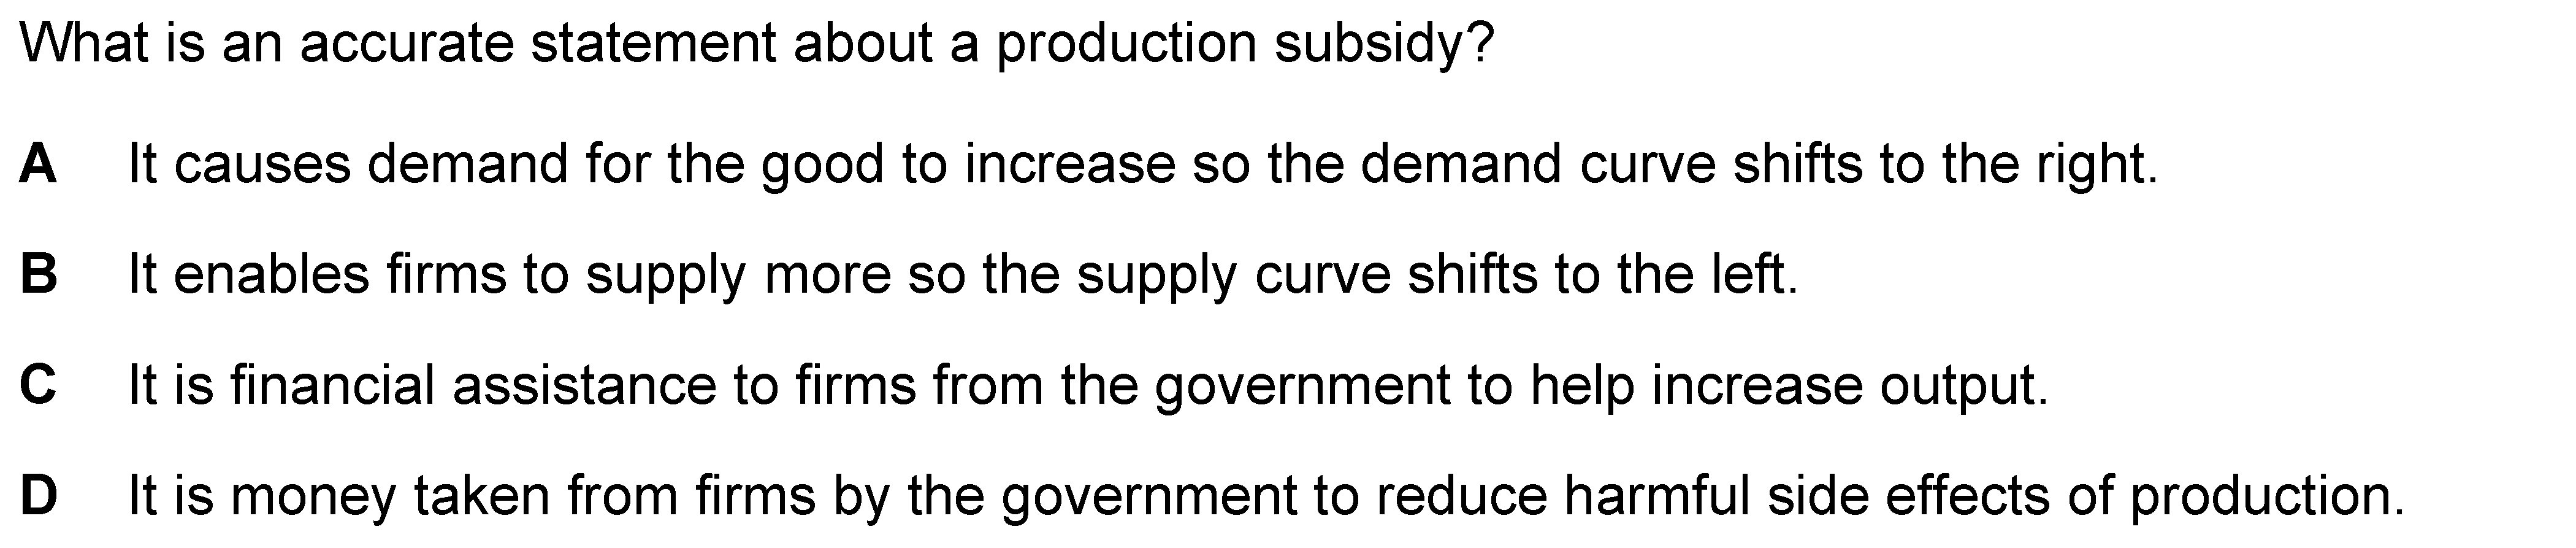 What is an accurate statement about a production subsidy?
A It causes demand for the good to increase so the demand curve shifts to the right.
B It enables firms to supply more so the supply curve shifts to the left.
C It is financial assistance to firms from the government to help increase output.
D It is money taken from firms by the government to reduce harmful side effects of production.